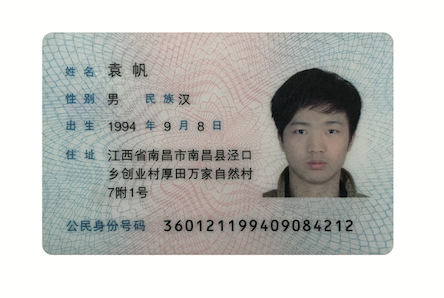 姓名 袁帆
性别 男 民族 汉
出生 1994 年 9 月 8 日
住址 江西省南昌市南昌县泾口
乡创业村厚田万家自然村
7附1号
公民身份号码 360121199409084212